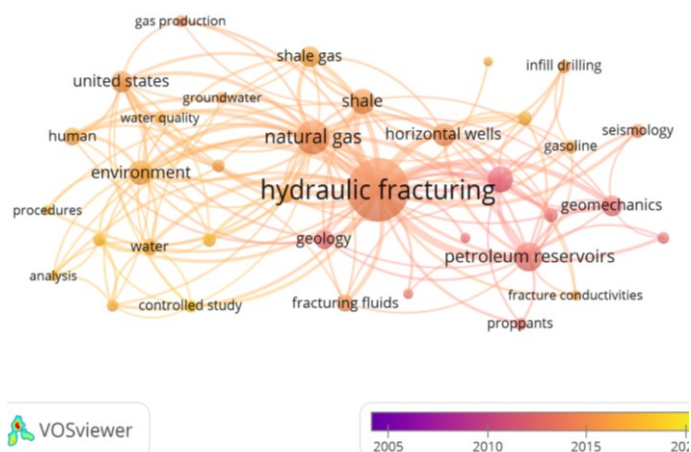 gas production
shale gas
infill drilling
united states
groundwater
shale
water quality
human
natural gas
horizontal wells
seismology
gasoline
environment
hydraulic fracturing
procedures
geomechanics
geology
water
petroleum reservoirs
analysis
controlled study
fracturing fluids
fracture conductivities
proppants
VOSviewer
2005
2010
2015